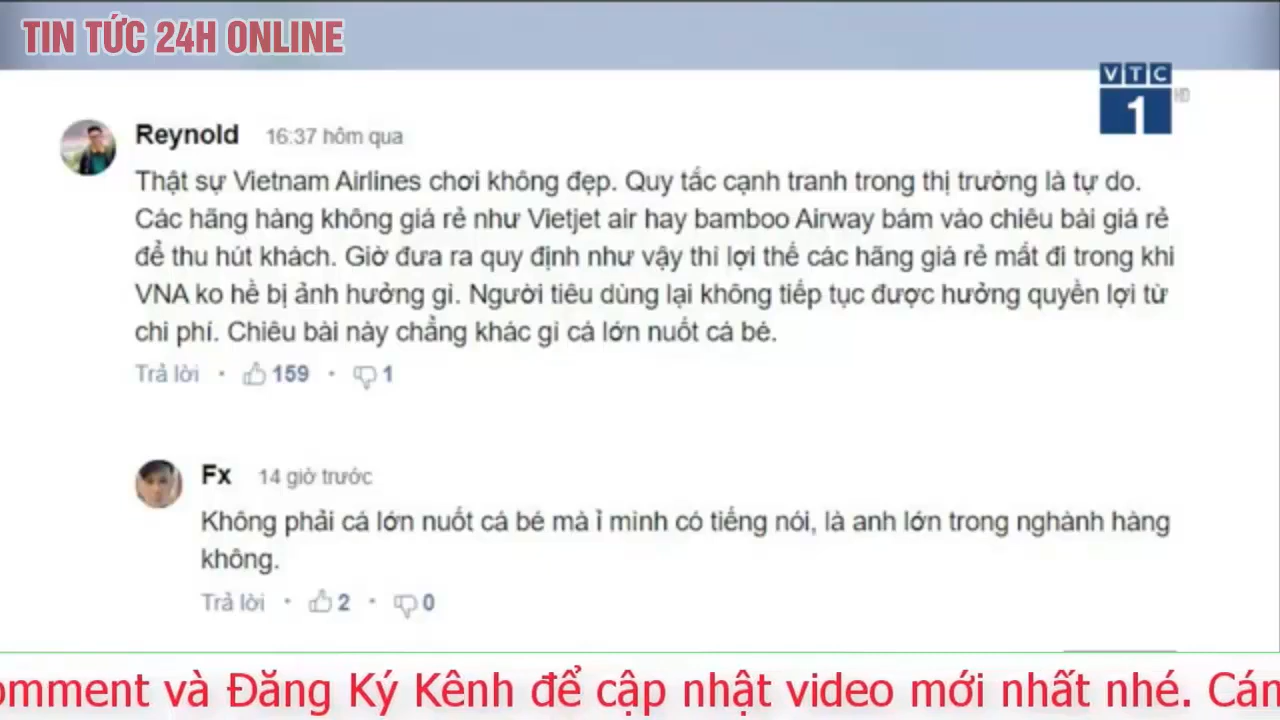 TIN TỨC 24H ONLINE
VTC
1
HD
Reynold 16:37 hôm qua
Thật sự Vietnam Airlines chơi không đẹp. Quy tắc cạnh tranh trong thị trường là tự do.
Các hãng hàng không giá rẻ như Vietjet air hay bamboo Airway bám vào chiêu bài giá rẻ
để thu hút khách. Giờ đưa ra quy định như vậy thì lợi thế các hãng giá rẻ mất đi trong khi
VNA ko hề bị ảnh hưởng gì. Người tiêu dùng lại không tiếp tục được hưởng quyền lợi từ
chi phí. Chiêu bài này chẳng khác gì cá lớn nuốt cá bé.
Trả lời · 159 · 1
Fx 14 giờ trước
Không phải cá lớn nuốt cá bé mà ỉ mình có tiếng nói, là anh lớn trong nghành hàng
không.
Trả lời · 2 · 0
omment và Đăng Ký Kênh để cập nhật video mới nhất nhé. Cán